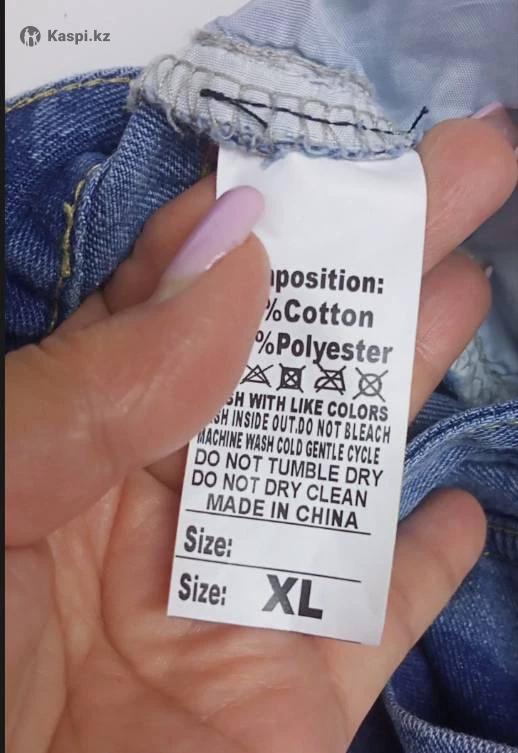 Kaspi.kz
mposition:
%Cotton
%Polyester
SH WITH LIKE COLORS
SH INSIDE OUT.DO NOT BLEACH
MACHINE WASH COLD GENTLE CYCLE
DO NOT TUMBLE DRY
DO NOT DRY CLEAN
MADE IN CHINA
Size:
Size: XL